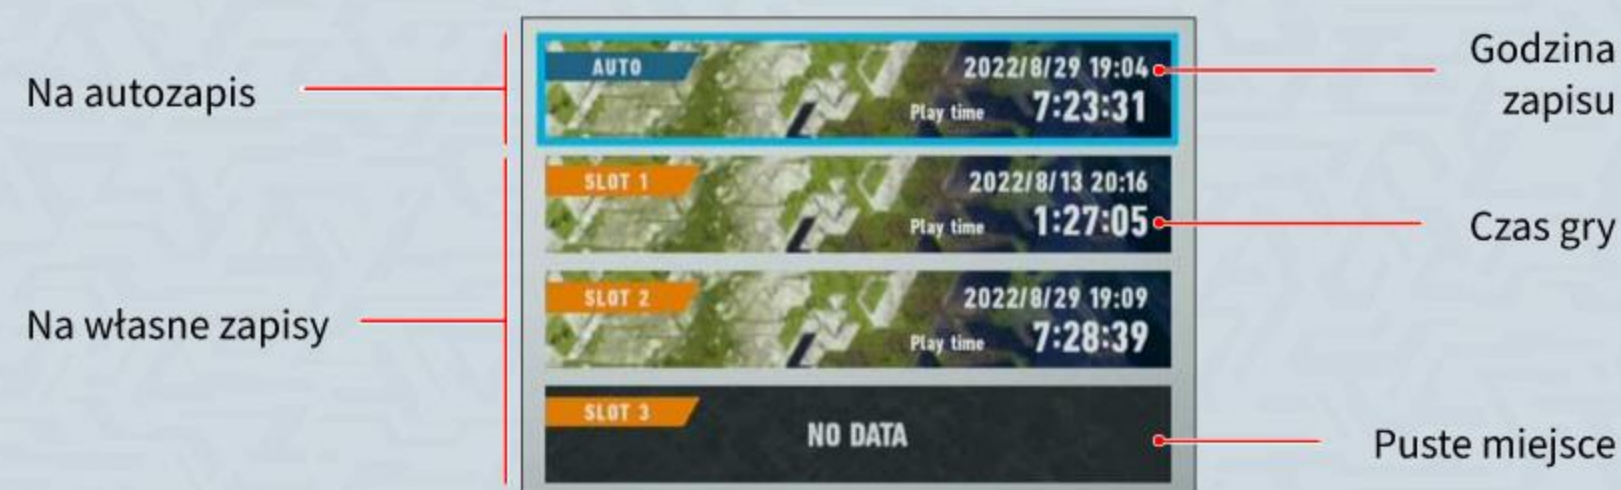 Na autozapis
AUTO
2022/8/29 19:04
Play time 7:23:31
Godzina
zapisu
SLOT 1
2022/8/13 20:16
Play time 1:27:05
Czas gry
Na własne zapisy
SLOT 2
2022/8/29 19:09
Play time 7:28:39
SLOT 3
NO DATA
Puste miejsce